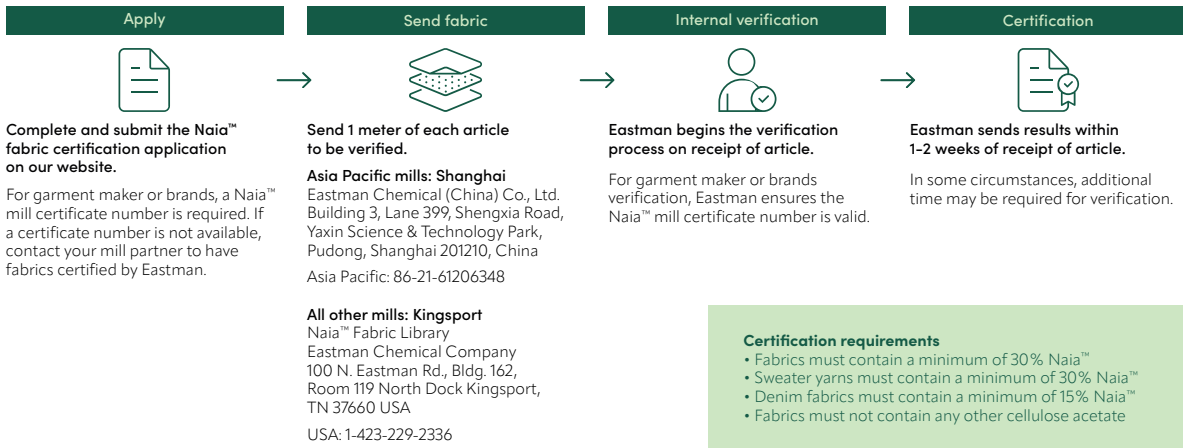 Apply
Complete and submit the Naia™
fabric certification application
on our website.
For garment maker or brands, a Naia™
mill certificate number is required. If
a certificate number is not available,
contact your mill partner to have
fabrics certified by Eastman.
Send fabric
Send 1 meter of each article
to be verified.
Asia Pacific mills: Shanghai
Eastman Chemical (China) Co., Ltd.
Building 3, Lane 399, Shengxia Road,
Yaxin Science & Technology Park,
Pudong, Shanghai 201210, China
Asia Pacific: 86-21-61206348
All other mills: Kingsport
Naia™ Fabric Library
Eastman Chemical Company
100 N. Eastman Rd., Bldg. 162,
Room 119 North Dock Kingsport,
TN 37660 USA
USA: 1-423-229-2336
Internal verification
Eastman begins the verification
process on receipt of article.
For garment maker or brands
verification, Eastman ensures the
Naia™ mill certificate number is valid.
Certification
Eastman sends results within
1-2 weeks of receipt of article.
In some circumstances, additional
time may be required for verification.
Certification requirements
• Fabrics must contain a minimum of 30% Naia™
• Sweater yarns must contain a minimum of 30% Naia™
• Denim fabrics must contain a minimum of 15% Naia™
• Fabrics must not contain any other cellulose acetate